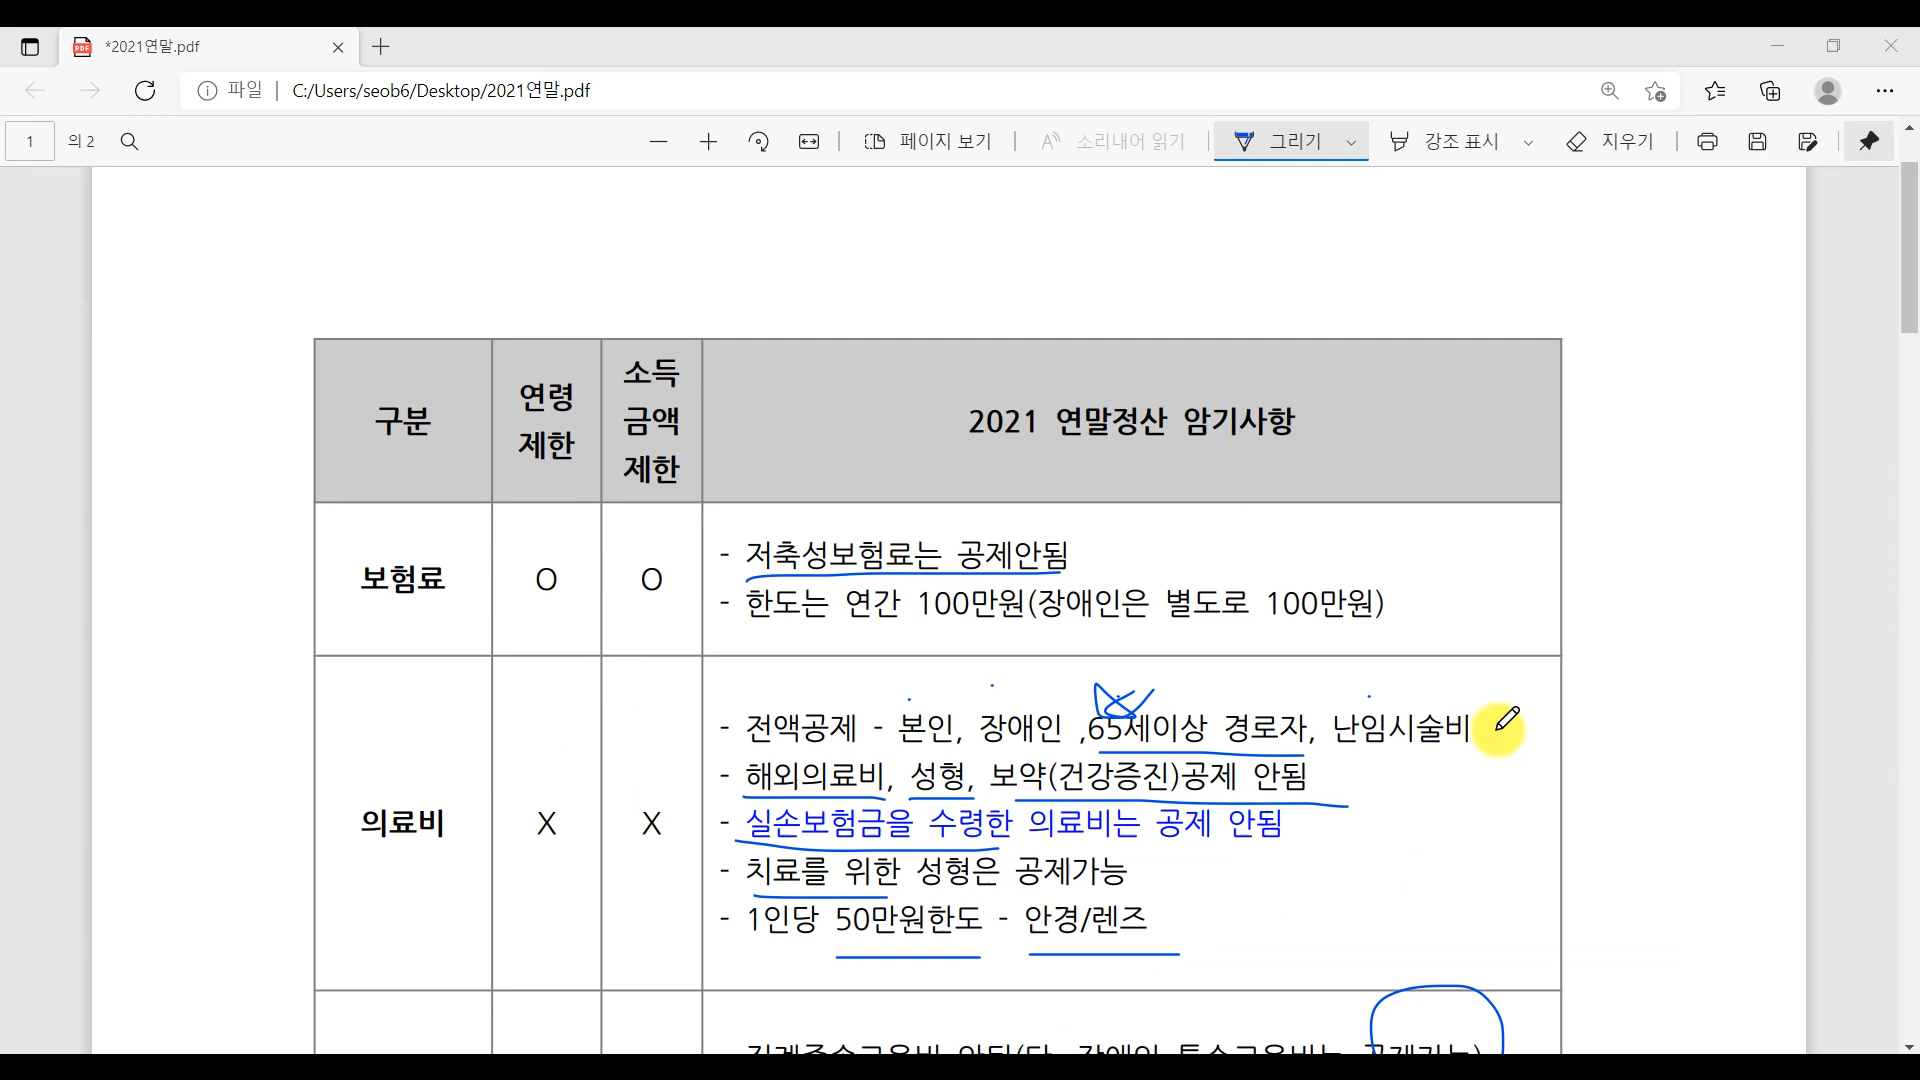 *2021연말.pdf
파일 | C:/Users/seob6/Desktop/2021연말.pdf
1 의 2 페이지 보기 소리내어 읽기 그리기 강조 표시 지우기
구분 연령 제한 소득 금액 제한 2021 연말정산 암기사항
보험료 O O
- 저축성보험료는 공제안됨
- 한도는 연간 100만원(장애인은 별도로 100만원)
의료비 X X
- 전액공제 - 본인, 장애인 ,65세이상 경로자, 난임시술비
- 해외의료비, 성형, 보약(건강증진)공제 안됨
- 실손보험금을 수령한 의료비는 공제 안됨
- 치료를 위한 성형은 공제가능
- 1인당 50만원한도 - 안경/렌즈